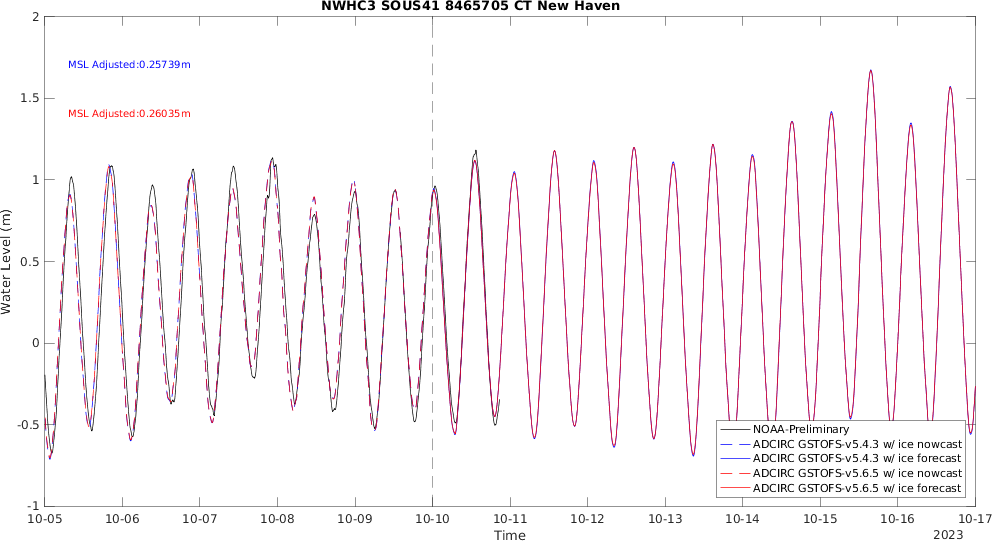 NWHC3 SOUS41 8465705 CT New Haven
MSL Adjusted:0.25739m
MSL Adjusted:0.26035m
Water Level (m)
2
1.5
1
0.5
0
-0.5
-1
NOAA-Preliminary
ADCIRC GSTOFS-v5.4.3 w/ ice nowcast
ADCIRC GSTOFS-v5.4.3 w/ ice forecast
ADCIRC GSTOFS-v5.6.5 w/ ice nowcast
ADCIRC GSTOFS-v5.6.5 w/ ice forecast
10-05 10-06 10-07 10-08 10-09 10-10 10-11 10-12 10-13 10-14 10-15 10-16 10-17
Time
2023